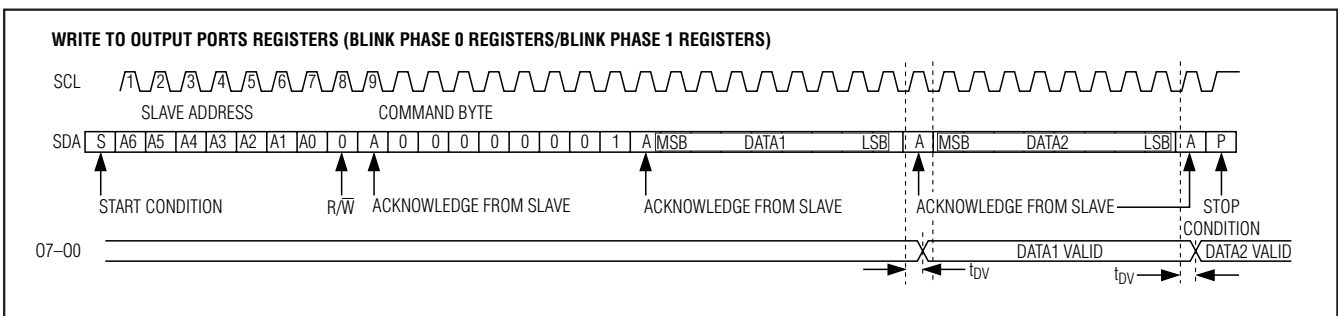 WRITE TO OUTPUT PORTS REGISTERS (BLINK PHASE 0 REGISTERS/BLINK PHASE 1 REGISTERS)
SCL 1 2 3 4 5 6 7 8 9
SLAVE ADDRESS COMMAND BYTE
SDA S A6 A5 A4 A3 A2 A1 A0 0 A 0 0 0 0 0 0 0 1 A MSB DATA1 LSB A MSB DATA2 LSB A P
START CONDITION R/W̅ ACKNOWLEDGE FROM SLAVE ACKNOWLEDGE FROM SLAVE ACKNOWLEDGE FROM SLAVE STOP
CONDITION
07–00 DATA1 VALID DATA2 VALID
tDV tDV